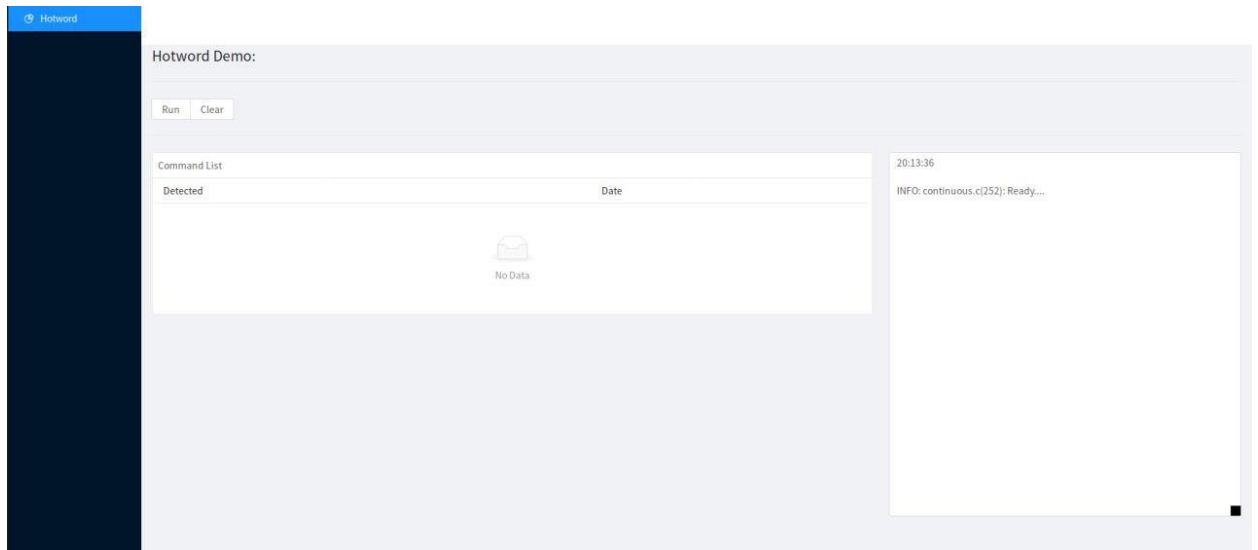 Hotword
Hotword Demo:
Run Clear
Command List
Detected Date
No Data
20:13:36
INFO: continuous.c(252): Ready....